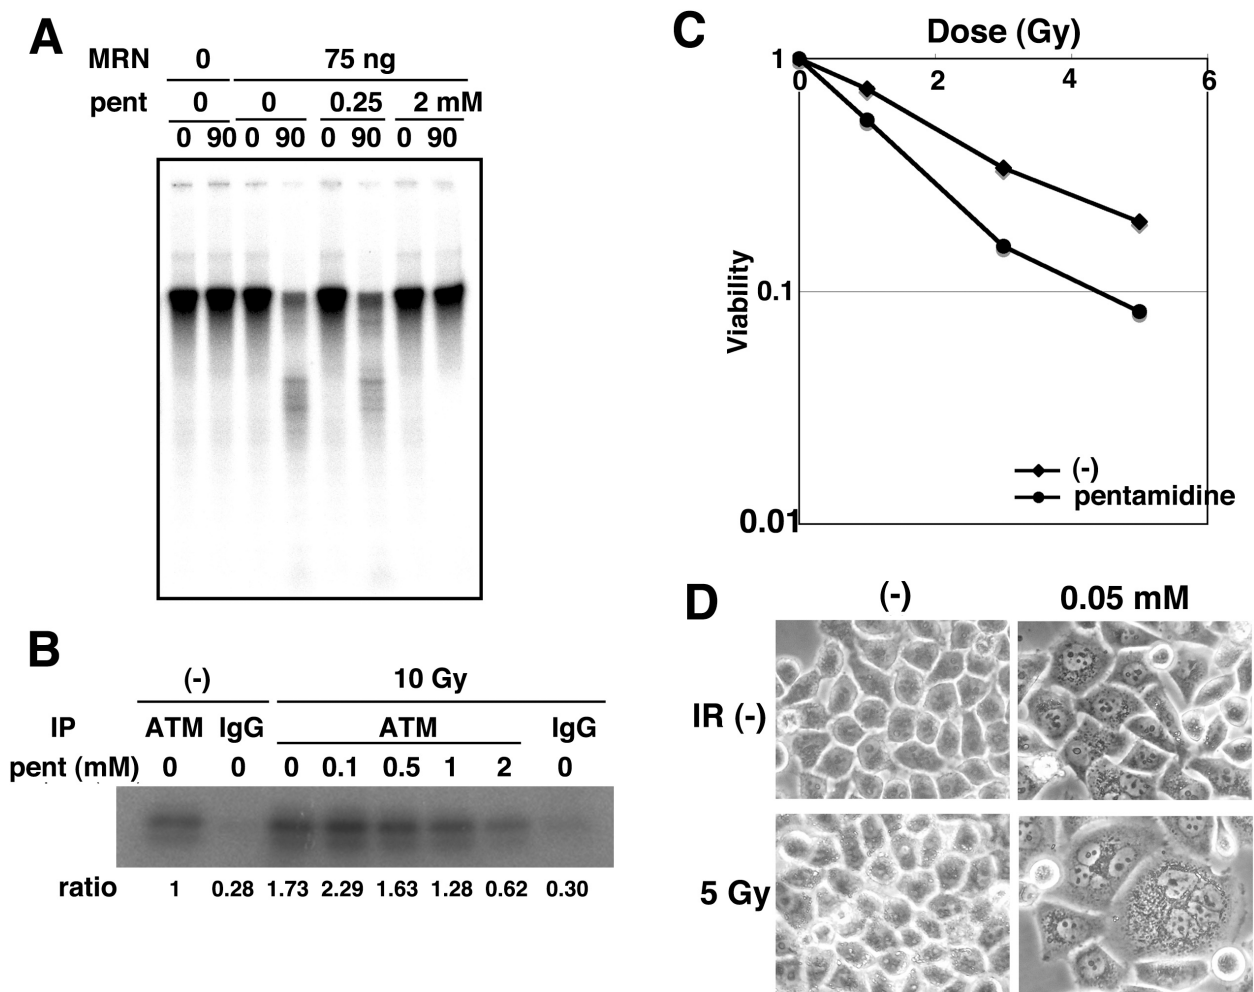 A
MRN 0 75 ng
pent 0 0 0.25 2 mM
0 90 0 90 0 90 0 90
B
(-) 10 Gy
IP ATM IgG ATM IgG
pent (mM) 0 0 0 0.1 0.5 1 2 0
ratio 1 0.28 1.73 2.29 1.63 1.28 0.62 0.30
C
Dose (Gy)
1
0 2 4 6
Viability
0.1
(-)
pentamidine
0.01
D
(-) 0.05 mM
IR (-)
5 Gy